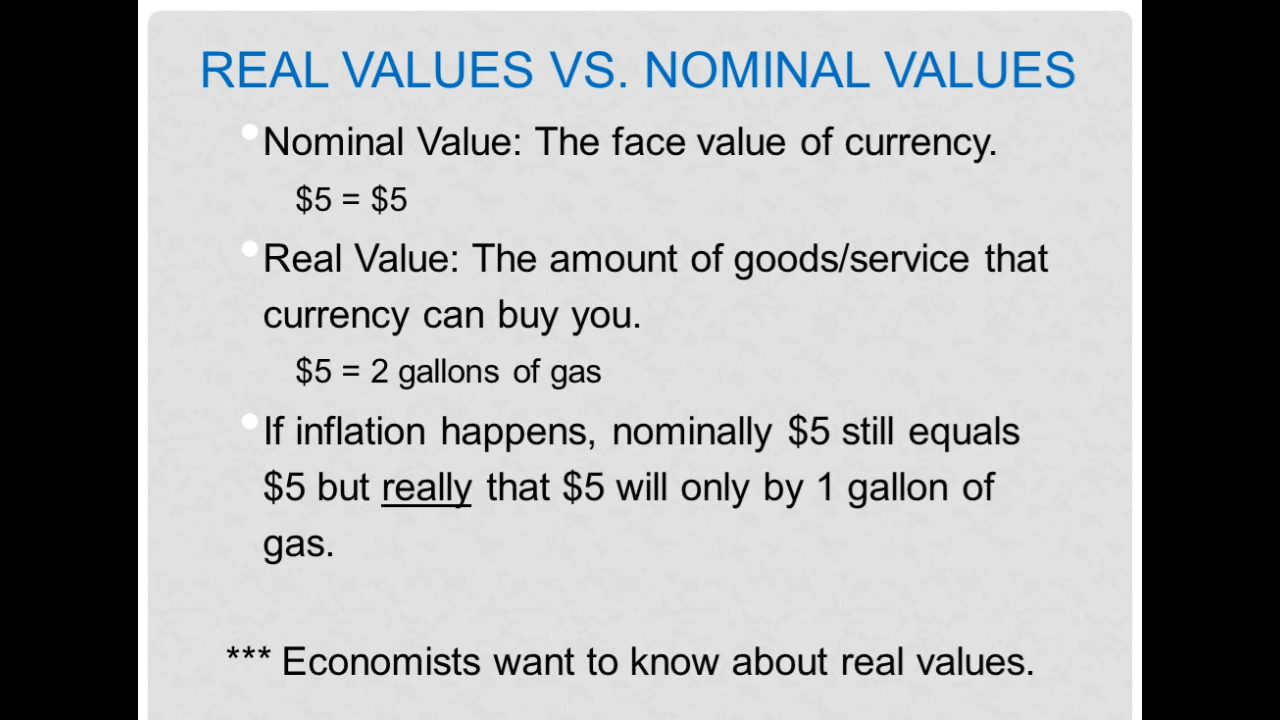 REAL VALUES VS. NOMINAL VALUES
Nominal Value: The face value of currency.
$5 = $5
Real Value: The amount of goods/service that
currency can buy you.
$5 = 2 gallons of gas
If inflation happens, nominally $5 still equals
$5 but really that $5 will only by 1 gallon of
gas.
*** Economists want to know about real values.